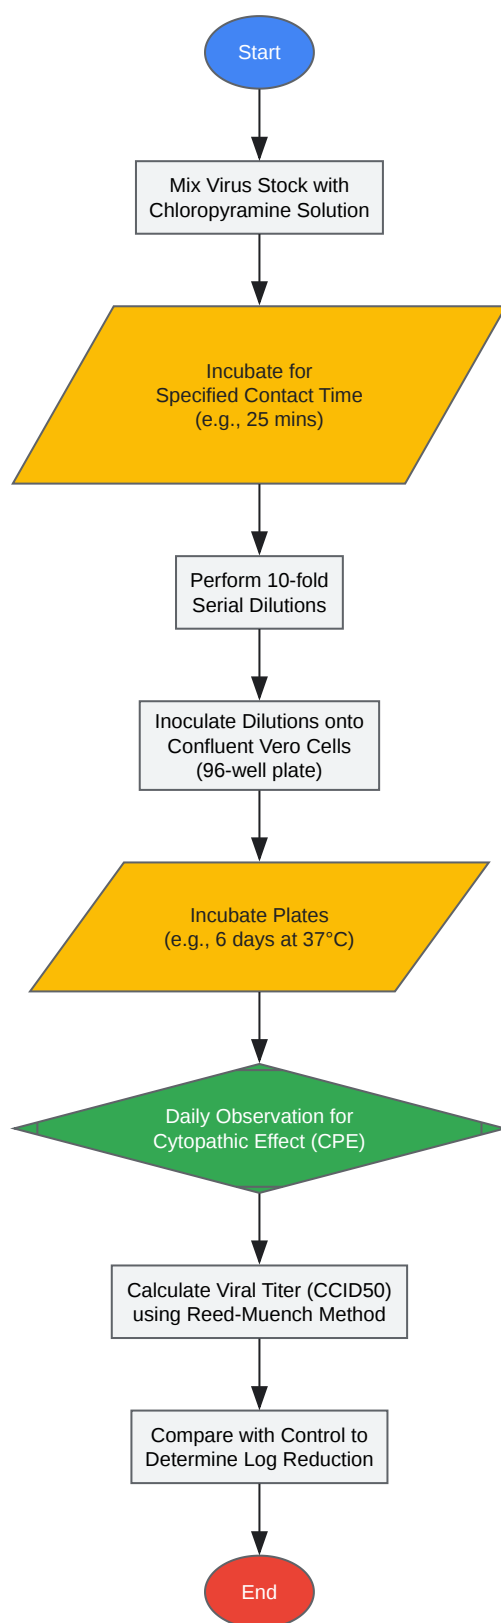 Start
Mix Virus Stock with
Chloropyramine Solution
Incubate for
Specified Contact Time
(e.g., 25 mins)
Perform 10-fold
Serial Dilutions
Inoculate Dilutions onto
Confluent Vero Cells
(96-well plate)
Incubate Plates
(e.g., 6 days at 37°C)
Daily Observation for
Cytopathic Effect (CPE)
Calculate Viral Titer (CCID50)
using Reed-Muench Method
Compare with Control to
Determine Log Reduction
End